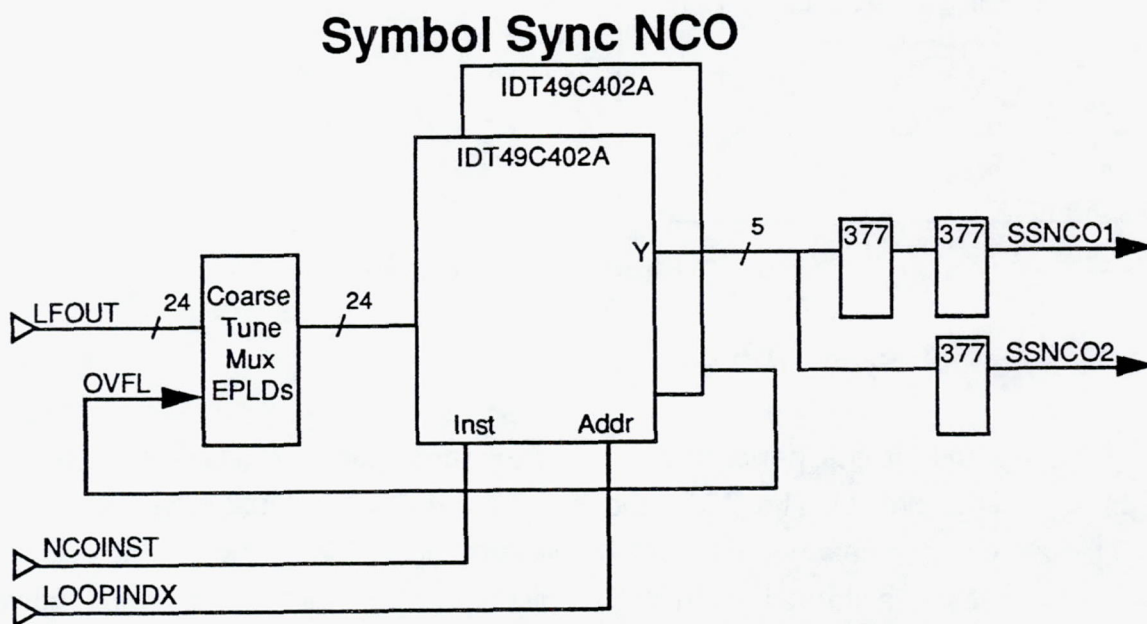 Symbol Sync NCO
IDT49C402A
IDT49C402A
5
377
377
SSNCO1
Y
24
24
Coarse
Tune
Mux
EPLDs
LFOUT
377
SSNCO2
OVFL
Inst
Addr
NCOINST
LOOPINDX